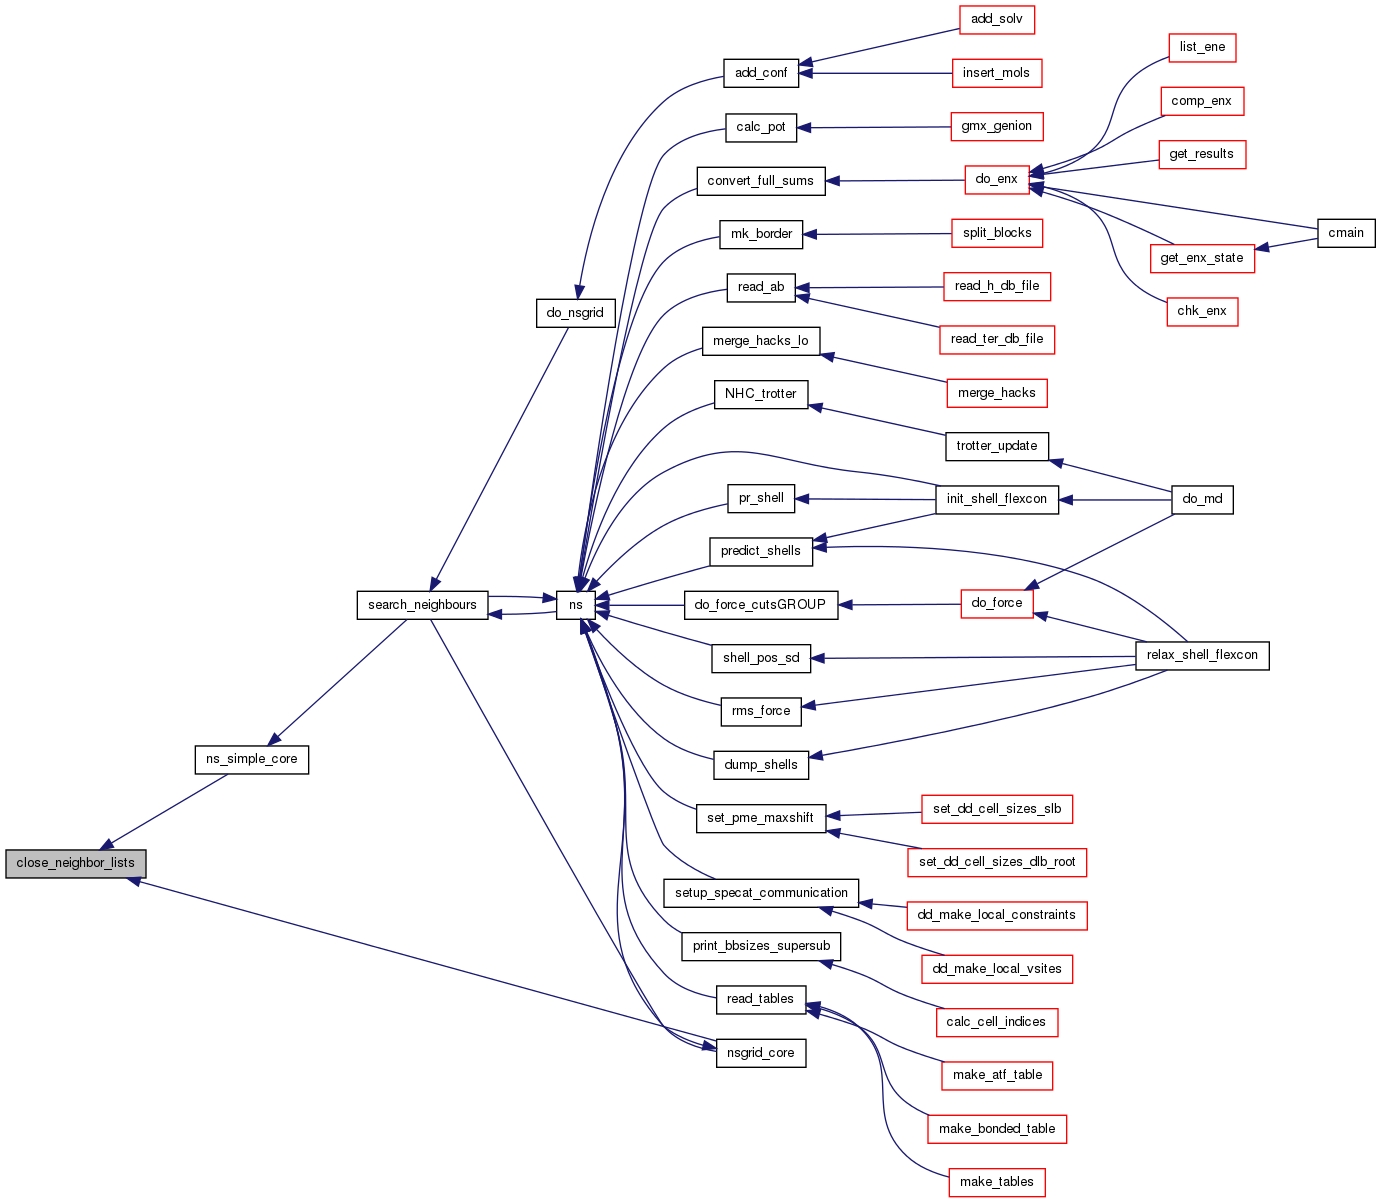 add_solv
list_ene
add_conf
insert_mols
comp_enx
calc_pot
gmx_genion
get_results
convert_full_sums
do_enx
mk_border
split_blocks
cmain
get_enx_state
read_ab
read_h_db_file
chk_enx
do_nsgrid
merge_hacks_lo
read_ter_db_file
NHC_trotter
merge_hacks
trotter_update
pr_shell
init_shell_flexcon
do_md
predict_shells
search_neighbours
ns
do_force_cutsGROUP
do_force
shell_pos_sd
relax_shell_flexcon
rms_force
ns_simple_core
dump_shells
set_pme_maxshift
set_dd_cell_sizes_slb
close_neighbor_lists
set_dd_cell_sizes_dlb_root
setup_specat_communication
dd_make_local_constraints
print_bbsizes_supersub
dd_make_local_vsites
read_tables
calc_cell_indices
nsgrid_core
make_atf_table
make_bonded_table
make_tables